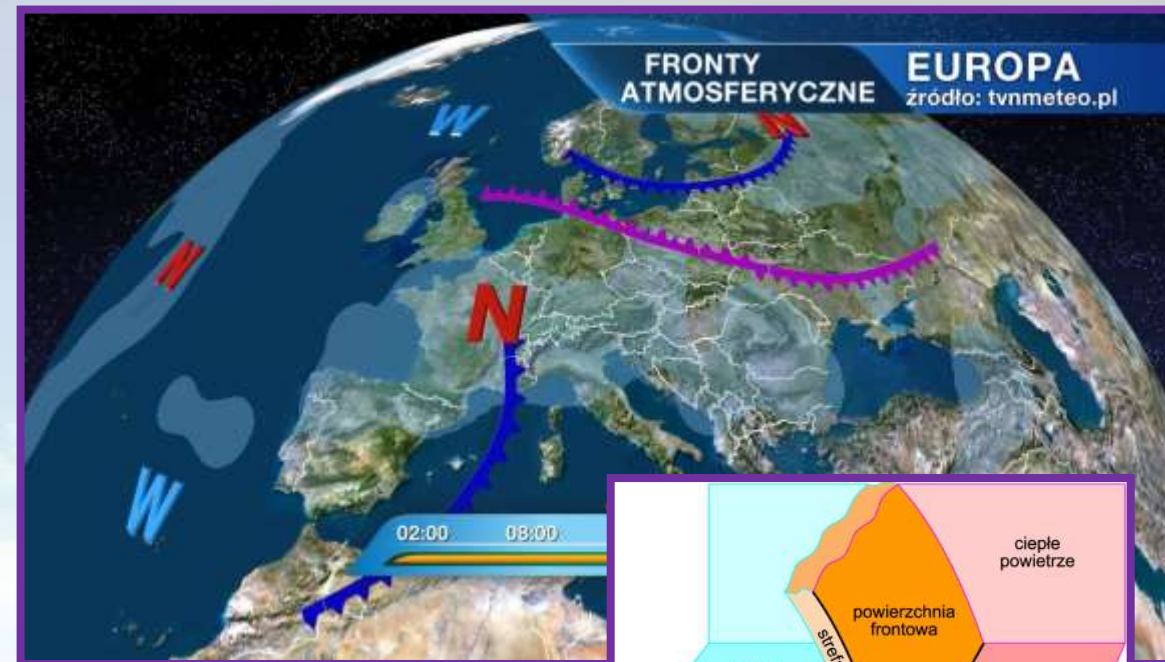 FRONTY
ATMOSFERYCZNE
EUROPA
źródło: tvnmeteo.pl
W
N
N
N
W
02:00 08:00
ciepłe
powietrze
powierzchnia
frontowa